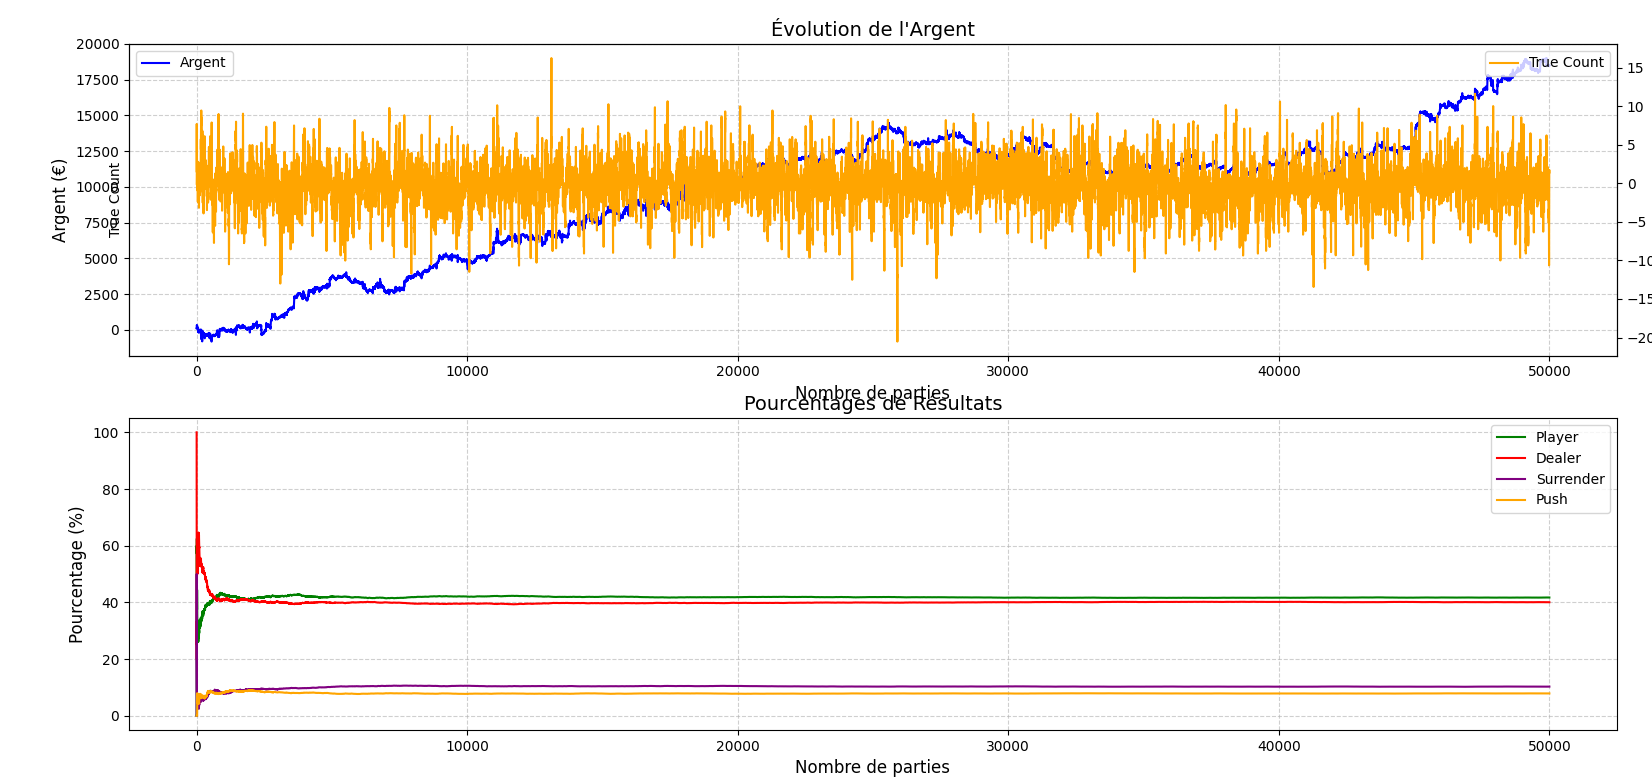 Évolution de l'Argent
Argent
True Count
20000
17500
15000
12500
10000
7500
5000
2500
0
Argent (€)
True Count
15
10
5
0
−5
−10
−15
−20
0
10000
20000
30000
40000
50000
Nombre de parties
Pourcentages de Résultats
Player
Dealer
Surrender
Push
100
80
60
40
20
0
Pourcentage (%)
0
10000
20000
30000
40000
50000
Nombre de parties